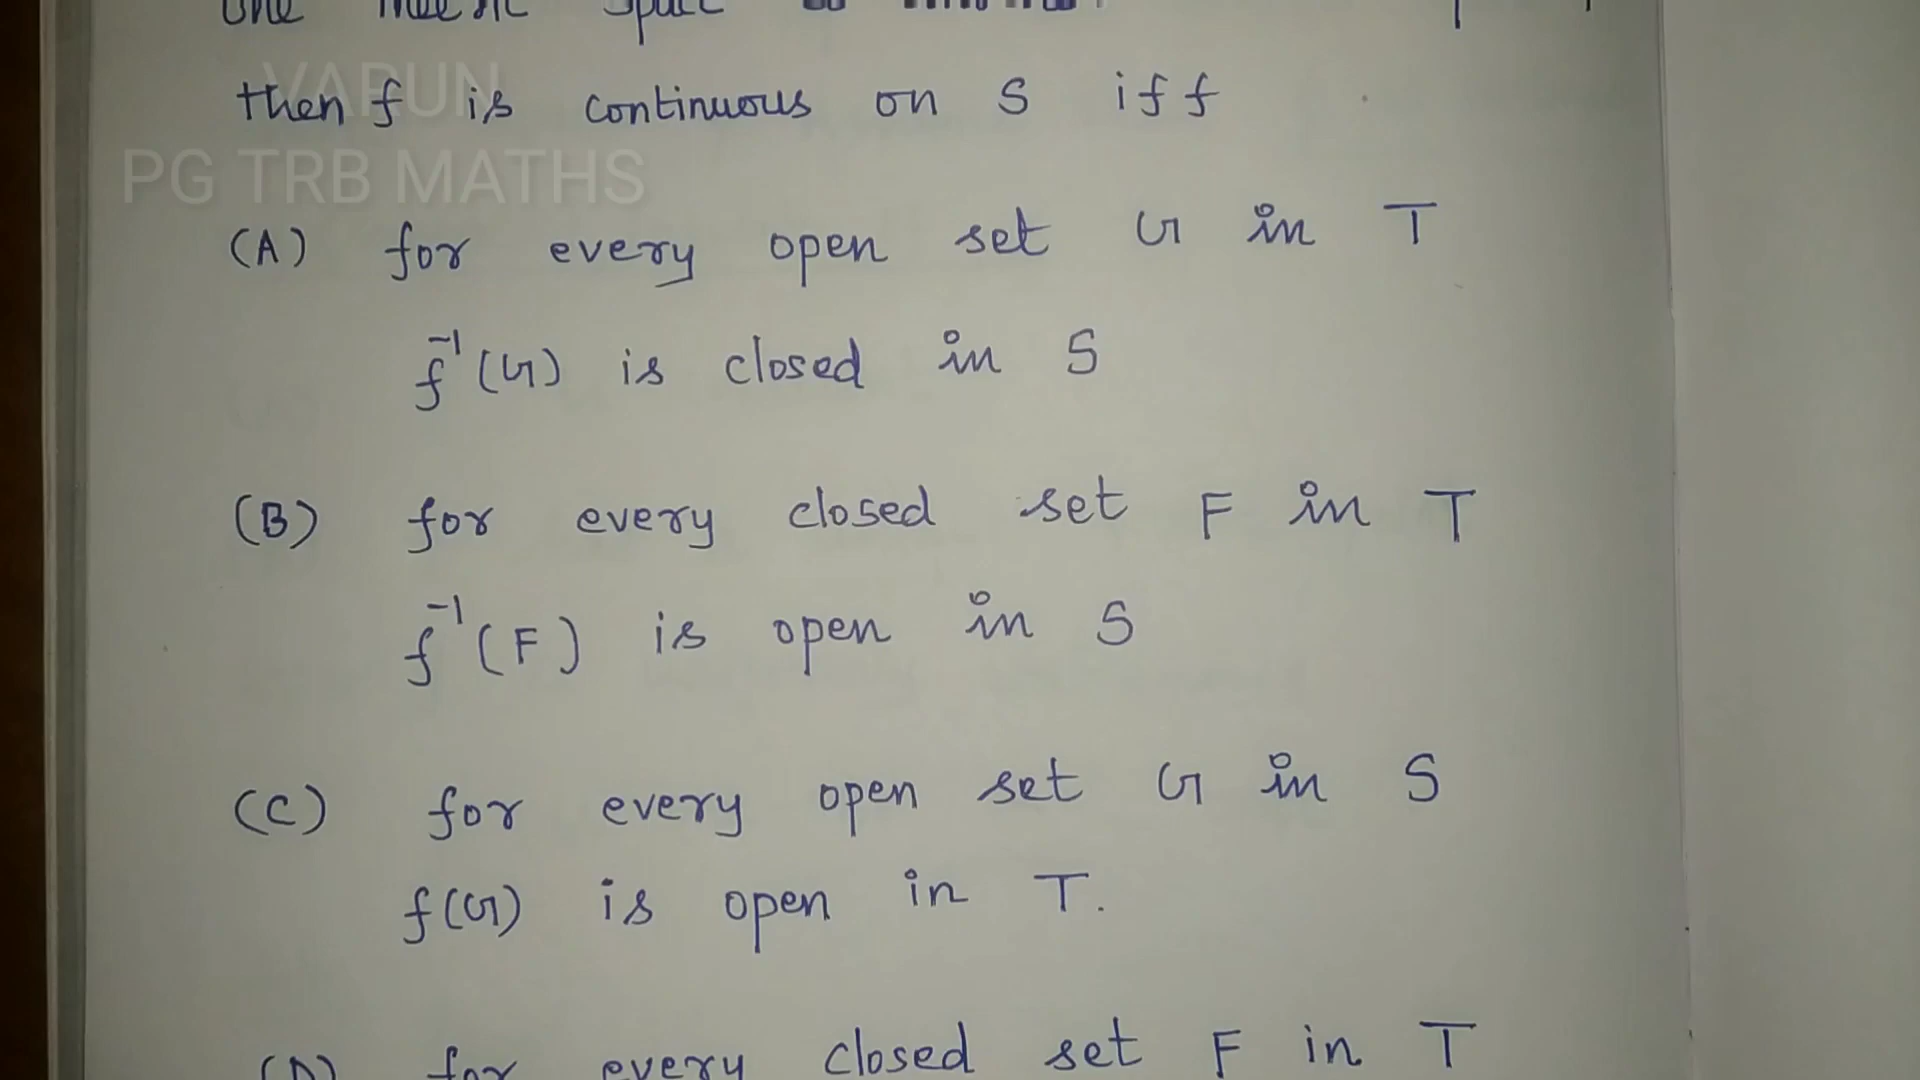 then f is continuous on S iff
VARUN
PG TRB MATHS
(A) for every open set G in T
f⁻¹(G) is closed in S
(B) for every closed set F in T
f⁻¹(F) is open in S
(C) for every open set G in S
f(G) is open in T.
(D) for every closed set F in T